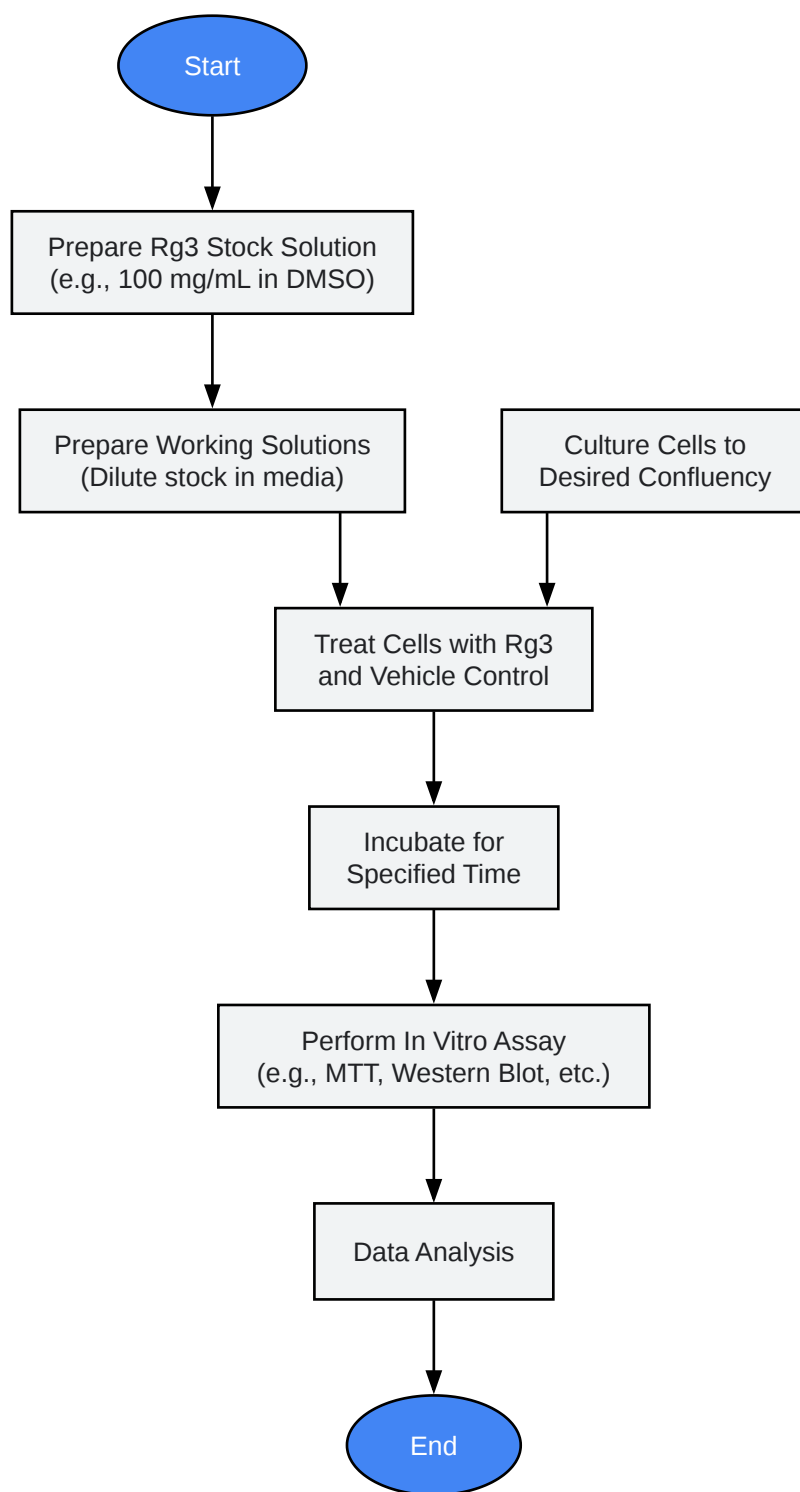 Start
Prepare Rg3 Stock Solution
(e.g., 100 mg/mL in DMSO)
Prepare Working Solutions
(Dilute stock in media)
Culture Cells to
Desired Confluency
Treat Cells with Rg3
and Vehicle Control
Incubate for
Specified Time
Perform In Vitro Assay
(e.g., MTT, Western Blot, etc.)
Data Analysis
End